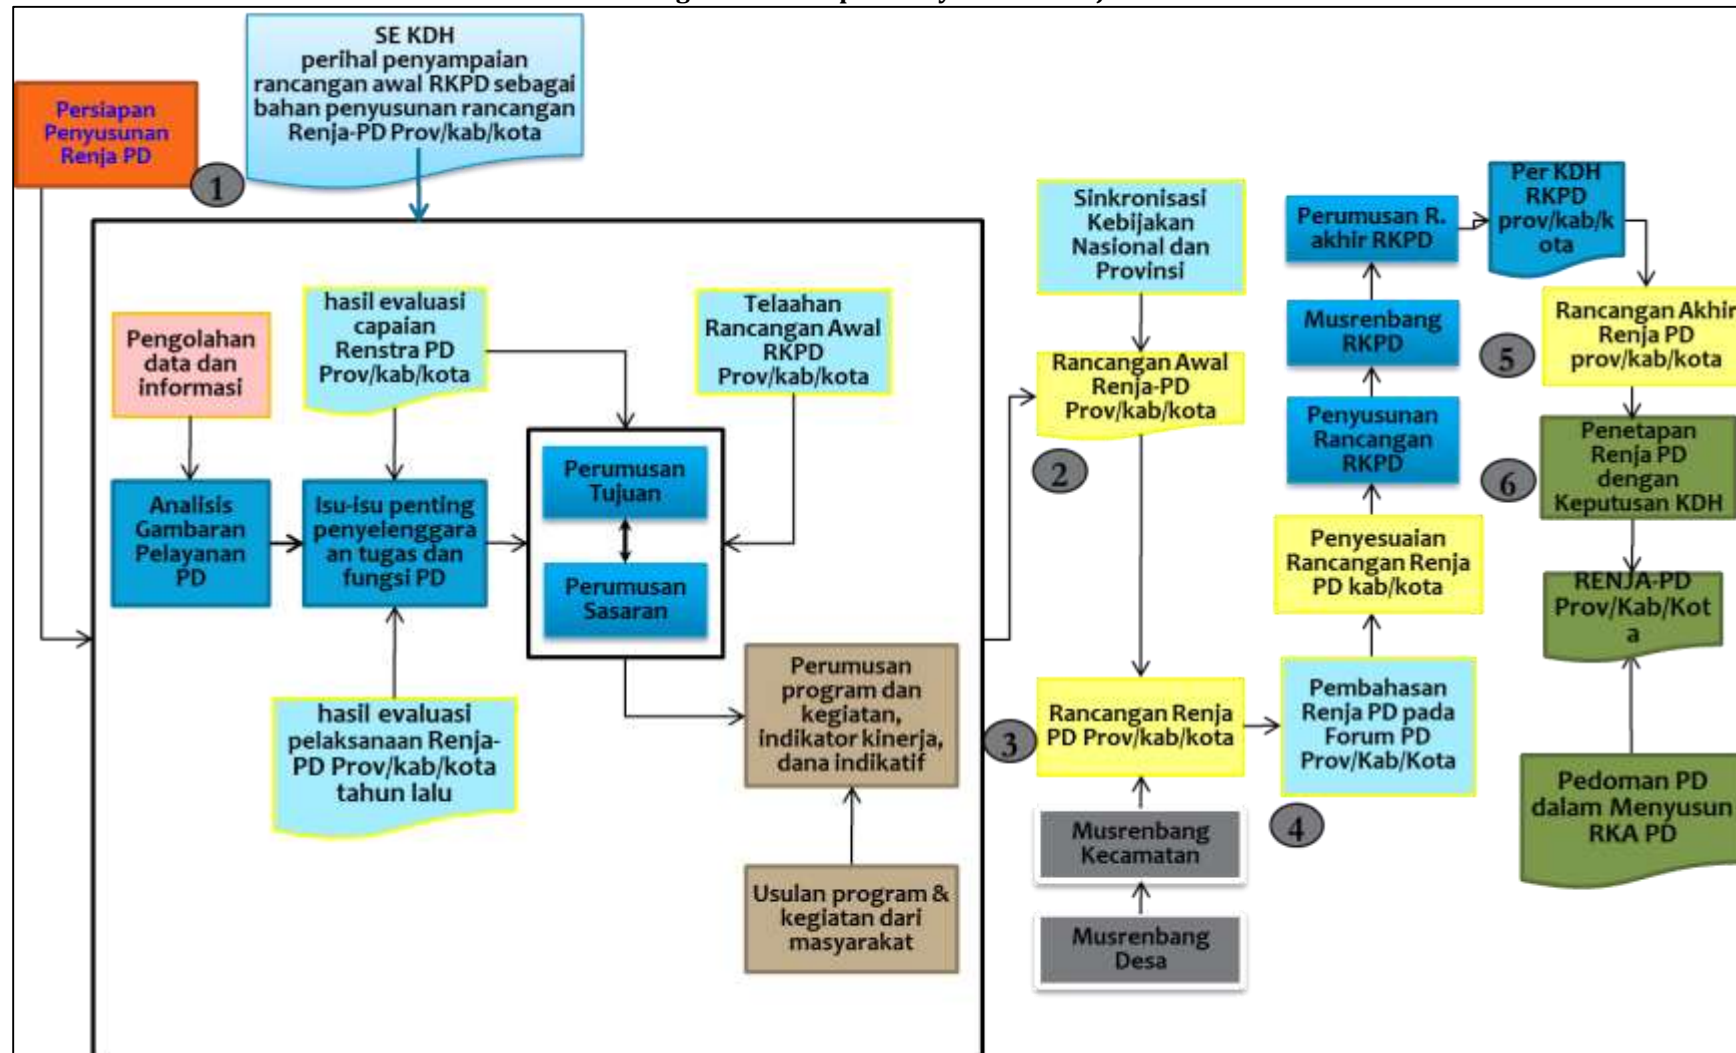 SE KDH
perihal penyampaian
rancangan awal RKPD sebagai
bahan penyusunan rancangan
Renja-PD Prov/kab/kota
Persiapan
Penyusunan
Renja PD
1
Pengolahan
data dan
informasi
hasil evaluasi
capaian
Renstra PD
Prov/kab/kota
Telaahan
Rancangan Awal
RKPD
Prov/kab/kota
Analisis
Gambaran
Pelayanan
PD
Isu-isu penting
penyelenggara
an tugas dan
fungsi PD
Perumusan
Tujuan
Perumusan
Sasaran
hasil evaluasi
pelaksanaan Renja-
PD Prov/kab/kota
tahun lalu
Perumusan
program dan
kegiatan,
indikator kinerja,
dana indikatif
Usulan program &
kegiatan dari
masyarakat
Sinkronisasi
Kebijakan
Nasional dan
Provinsi
Rancangan Awal
Renja-PD
Prov/kab/kota
2
Rancangan Renja
PD Prov/kab/kota
3
Musrenbang
Kecamatan
Musrenbang
Desa
Perumusan R.
akhir RKPD
Musrenbang
RKPD
Penyusunan
Rancangan
RKPD
Penyesuaian
Rancangan Renja
PD kab/kota
Pembahasan
Renja PD pada
Forum PD
Prov/Kab/Kota
4
Per KDH
RKPD
prov/kab/k
ota
Rancangan Akhir
Renja PD
prov/kab/kota
5
Penetapan
Renja PD
dengan
Keputusan KDH
6
RENJA-PD
Prov/Kab/Kot
a
Pedoman PD
dalam Menyusun
RKA PD